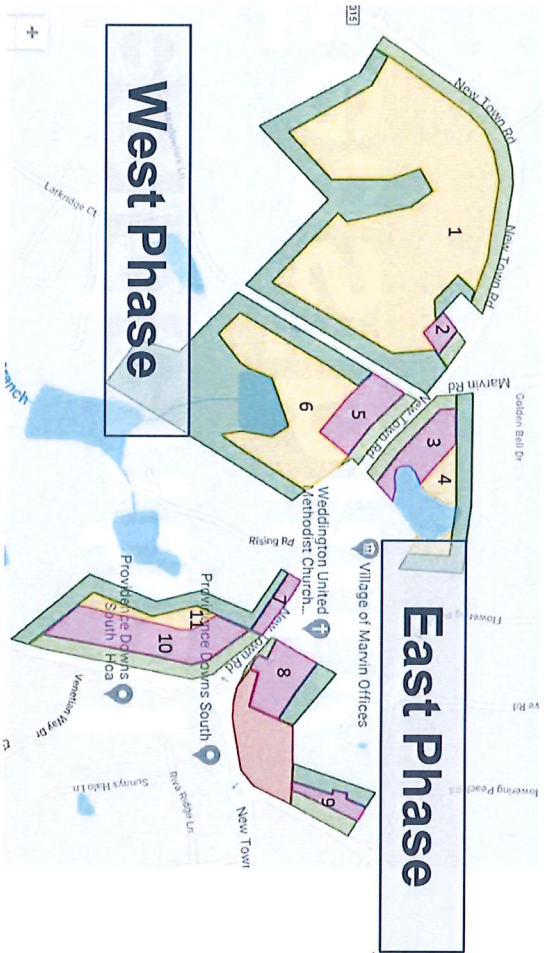 315
New Town Rd
New Town Rd
West Phase
Larkridge Ct
1
2
Marvin Rd
Golden Bell Dr
New Town Rd
3
4
5
6
Weddington United
Methodist Church...
Village of Marvin Offices
Rising Rd
East Phase
7
New Town Rd
8
9
10
11
Providence Downs
South Hoa
Providence Downs South
Venetian Way Dr
Sunnys Halo Ln
Riva Ridge Ln
New Town
ve Rd